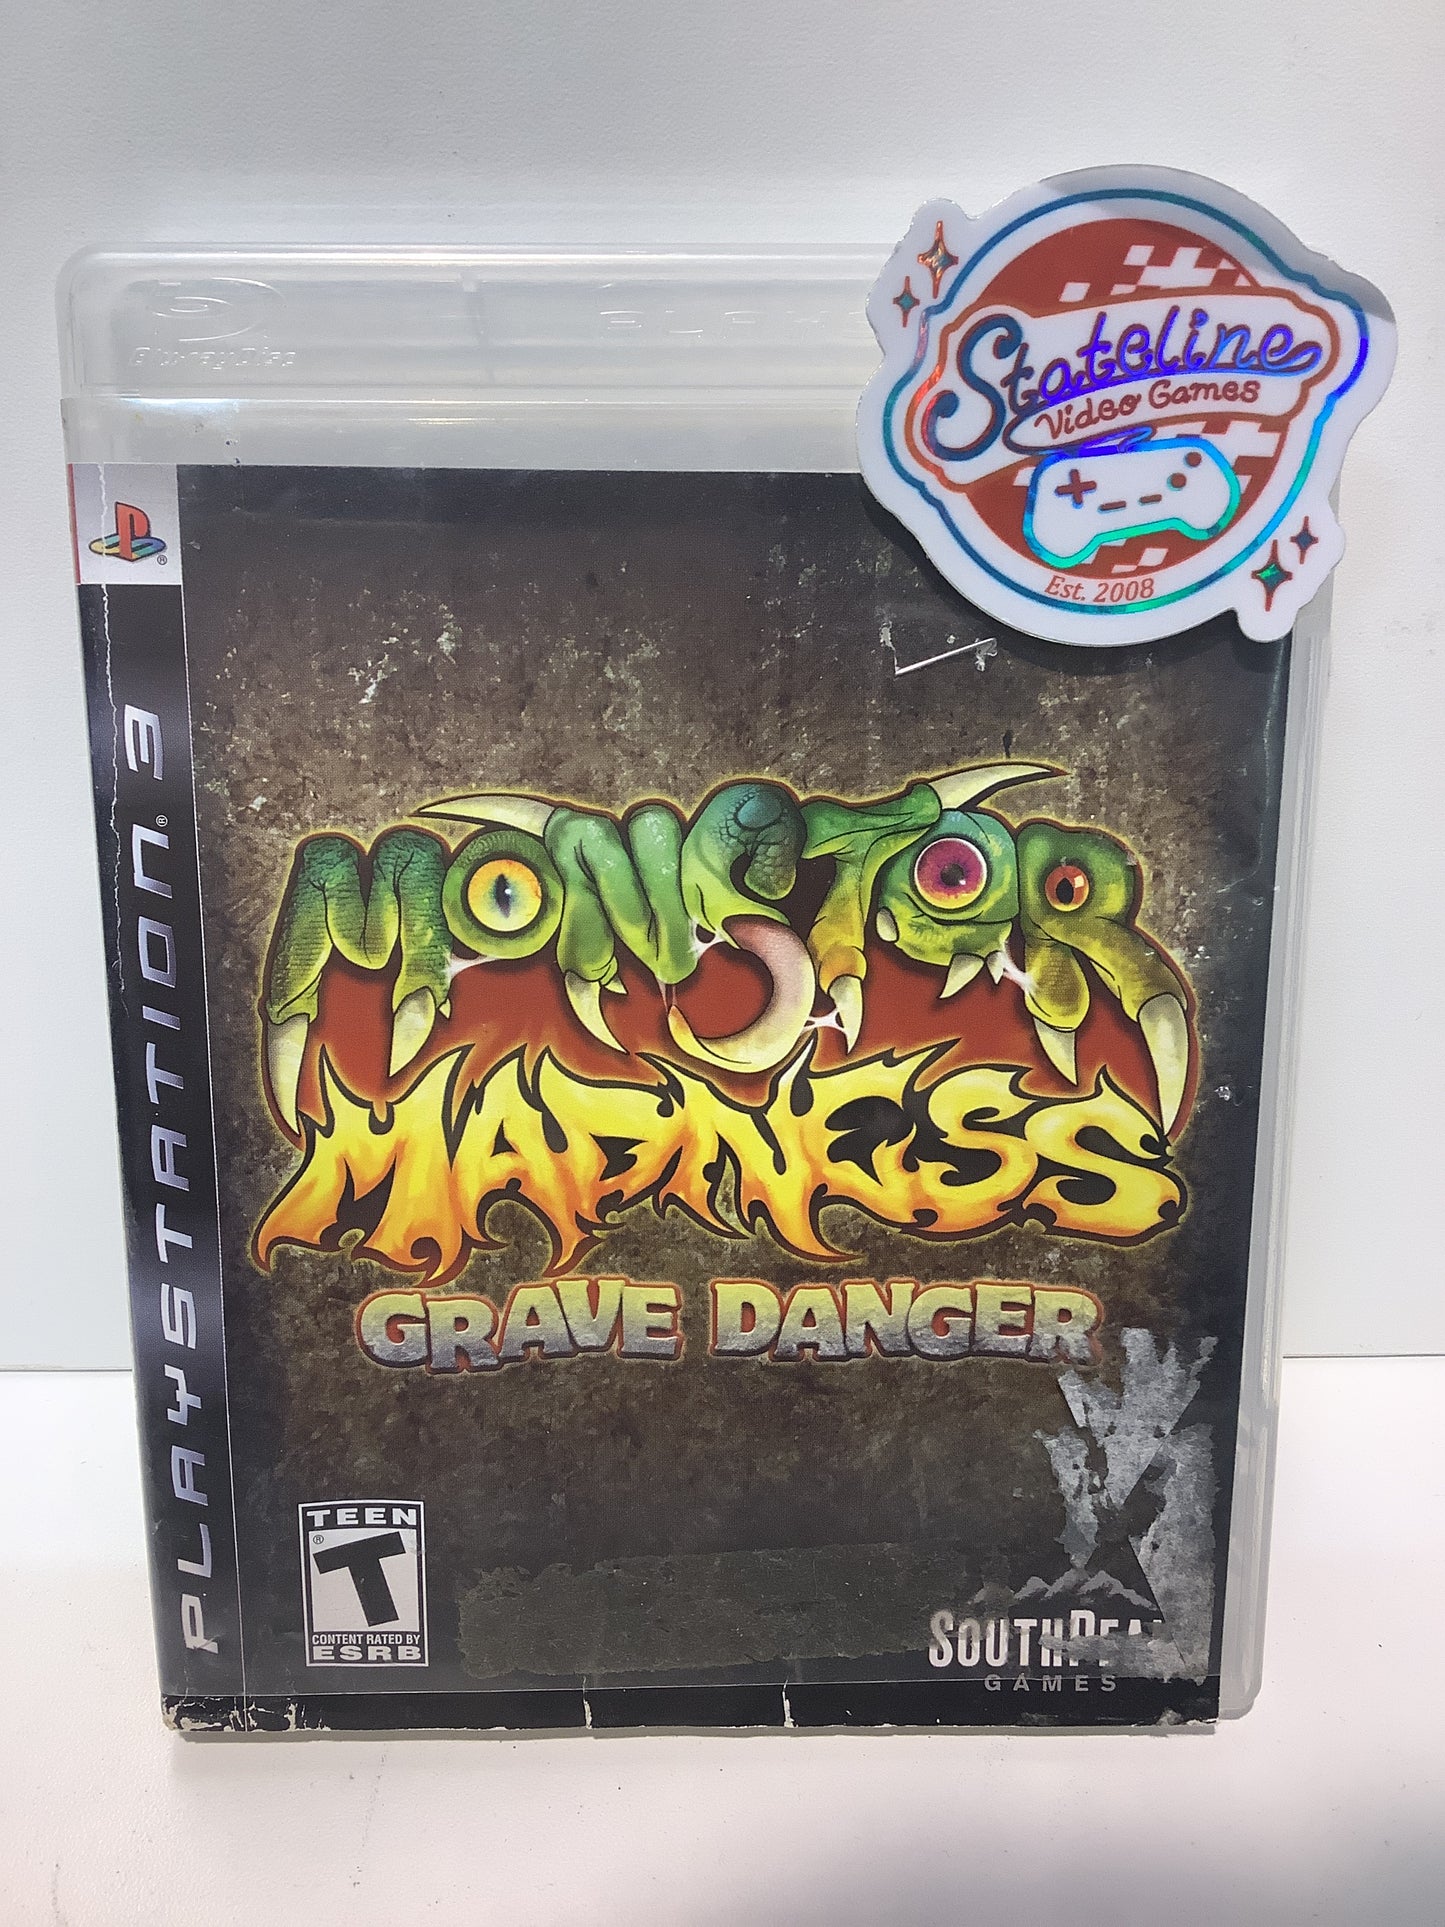 Blu-ray Disc
Stateline
Video Games
Est. 2008
PLAYSTATION® 3
®
MONSTER
MADNESS
GRAVE DANGER
TEEN
®
T
CONTENT RATED BY
ESRB
GAMES